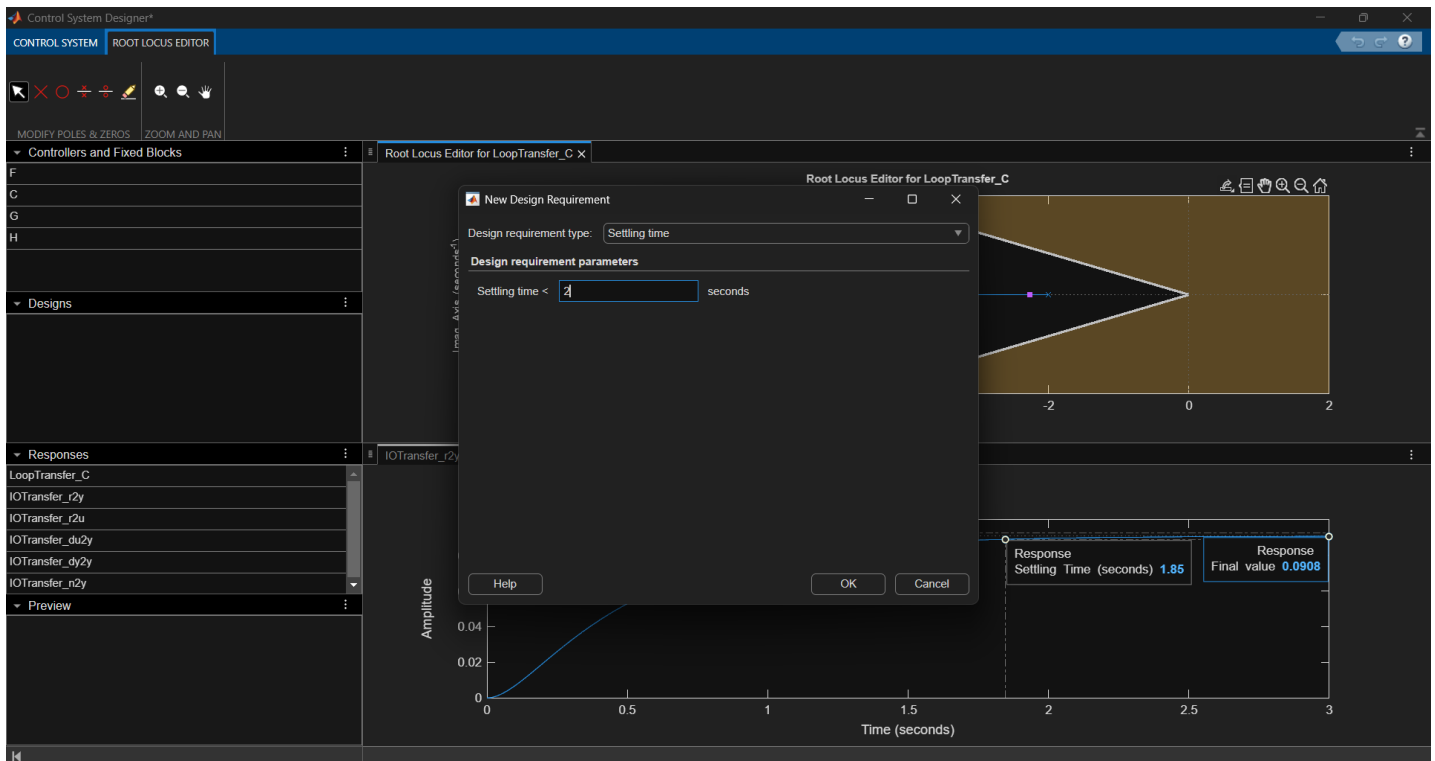 Control System Designer*
CONTROL SYSTEM
ROOT LOCUS EDITOR
?
MODIFY POLES & ZEROS
ZOOM AND PAN
Controllers and Fixed Blocks
F
C
G
H
Designs
Responses
LoopTransfer_C
IOTransfer_r2y
IOTransfer_r2u
IOTransfer_du2y
IOTransfer_dy2y
IOTransfer_n2y
Preview
Root Locus Editor for LoopTransfer_C
Root Locus Editor for LoopTransfer_C
-2
0
2
New Design Requirement
Design requirement type:
Settling time
Design requirement parameters
Settling time <
2
seconds
Help
OK
Cancel
IOTransfer_r2y
Response
Settling Time (seconds) 1.85
Response
Final value 0.0908
Amplitude
0.04
0.02
0
0
0.5
1
1.5
2
2.5
3
Time (seconds)